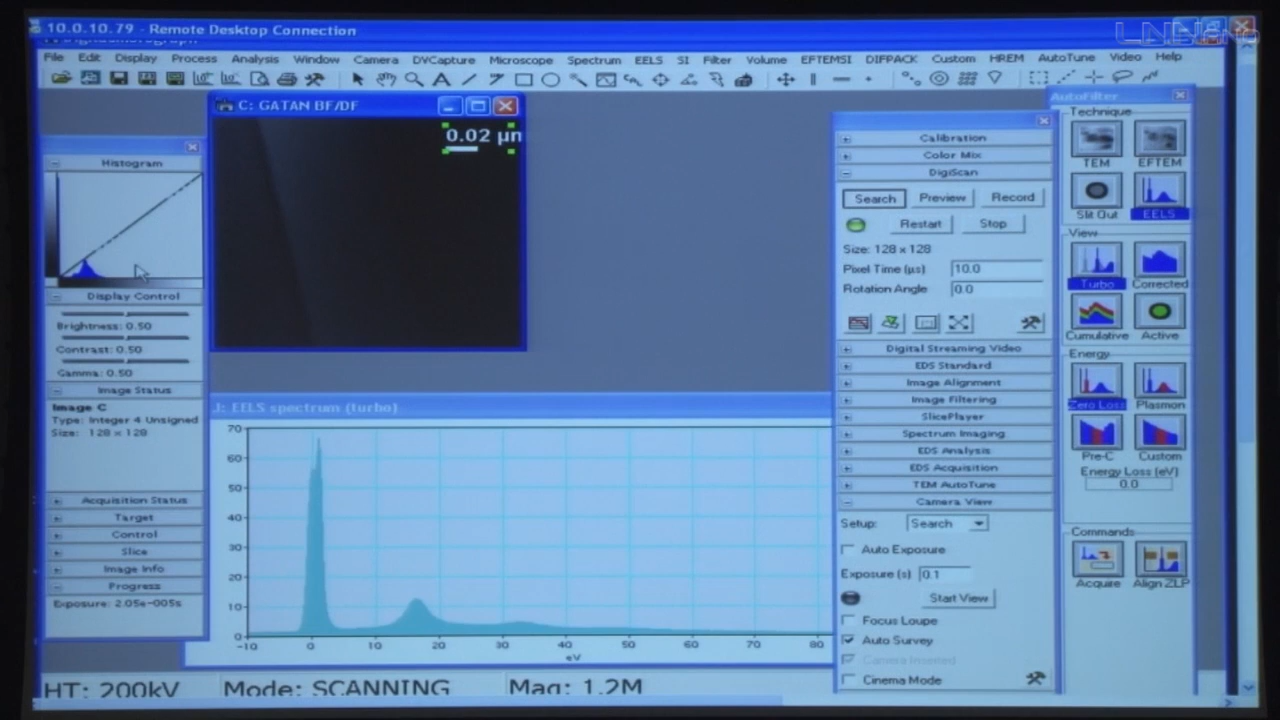 10.0.10.79 - Remote Desktop Connection
LNNano
File Edit Display Process Analysis Window Camera DVCapture Microscope Spectrum EELS SI Filter Volume EFTEMSI DIFPACK Custom HREM AutoTune Video Help
C: GATAN BF/DF
0.02 µm
Histogram
Display Control
Brightness: 0.50
Contrast: 0.50
Gamma: 0.50
Image Status
Image C
Type: Integer 4 Unsigned
Size: 128 x 128
Acquisition Status
Target
Control
Slice
Image Info
Progress
Exposure: 2.05e-005s
J: EELS spectrum (turbo)
70
60
50
40
30
20
10
0
-10 0 10 20 30 40 50 60 70 80
eV
HT: 200kV Mode: SCANNING Mag: 1.2M
Calibration
Color Mix
DigiScan
Search Preview Record
Restart Stop
Size: 128 x 128
Pixel Time (µs) 10.0
Rotation Angle 0.0
Digital Streaming Video
EDS Standard
Image Alignment
Image Filtering
SlicePlayer
Spectrum Imaging
EDS Analysis
EDS Acquisition
TEM AutoTune
Camera View
Setup: Search
Auto Exposure
Exposure (s) 0.1
Start View
Focus Loupe
Auto Survey
Camera Inserted
Cinema Mode
AutoFilter
Technique
TEM EFTEM
Slit Out EELS
View
Turbo Corrected
Cumulative Active
Energy
Zero Loss Plasmon
Pre-C Custom
Energy Loss (eV)
0.0
Commands
Acquire Align ZLP